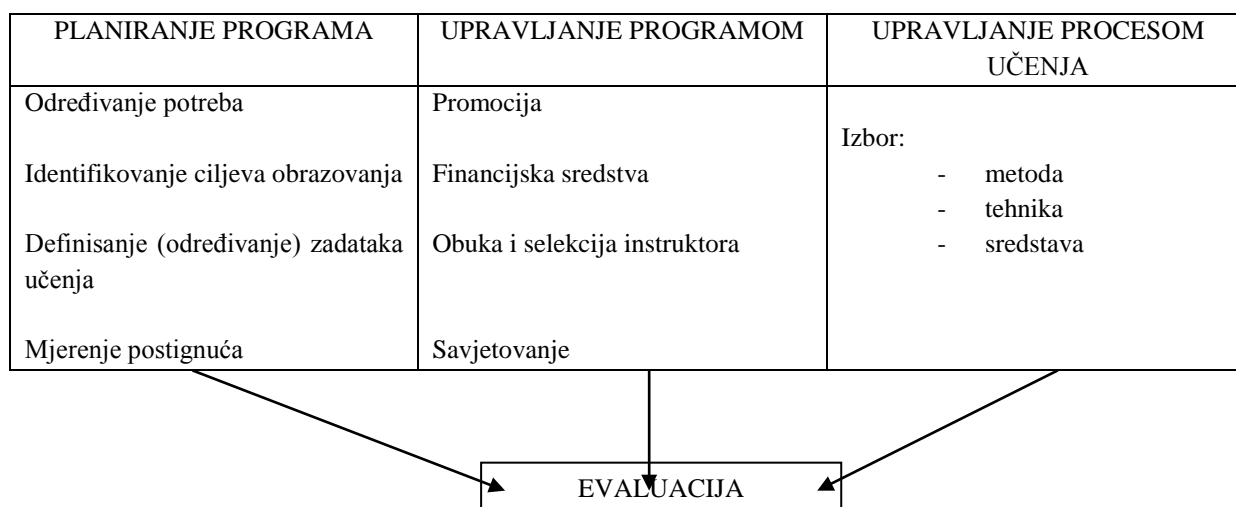 PLANIRANJE PROGRAMA
UPRAVLJANJE PROGRAMOM
UPRAVLJANJE PROCESOM
UČENJA
Određivanje potreba
Identifikovanje ciljeva obrazovanja
Definisanje (određivanje) zadataka
učenja
Mjerenje postignuća
Promocija
Financijska sredstva
Obuka i selekcija instruktora
Savjetovanje
Izbor:
- metoda
- tehnika
- sredstava
EVALUACIJA